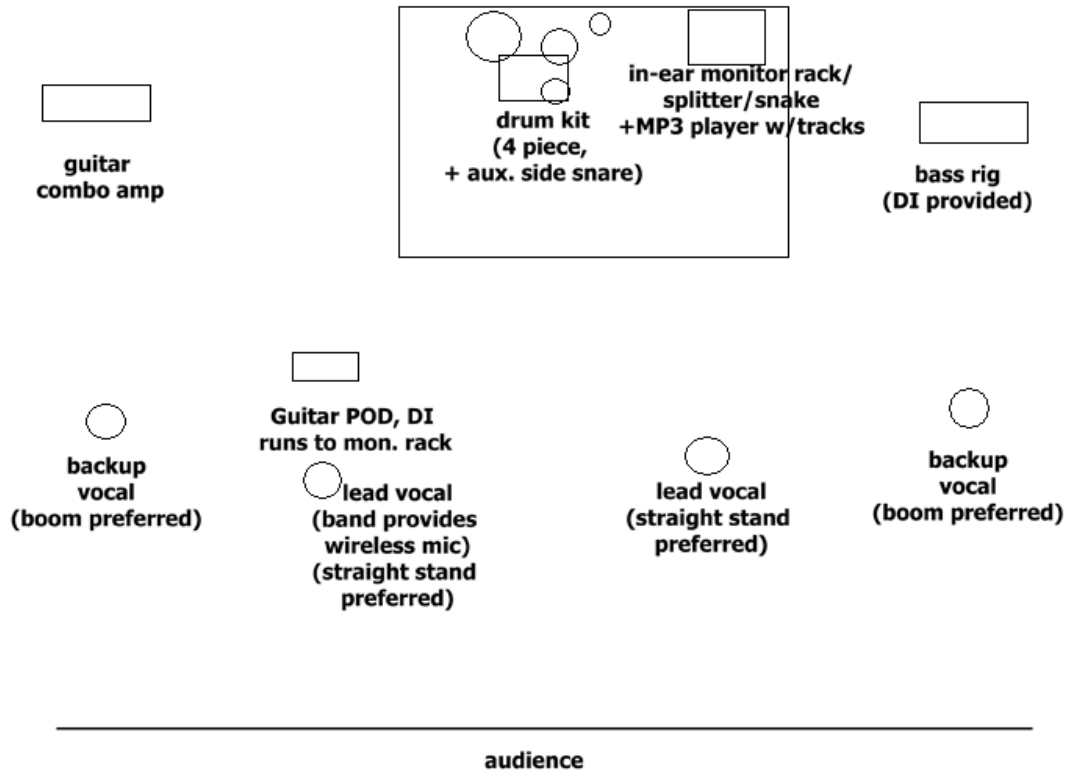 guitar
combo amp
drum kit
(4 piece,
+ aux. side snare)
in-ear monitor rack/
splitter/snake
+MP3 player w/tracks
bass rig
(DI provided)
backup
vocal
(boom preferred)
Guitar POD, DI
runs to mon. rack
lead vocal
(band provides
wireless mic)
(straight stand
preferred)
lead vocal
(straight stand
preferred)
backup
vocal
(boom preferred)
audience